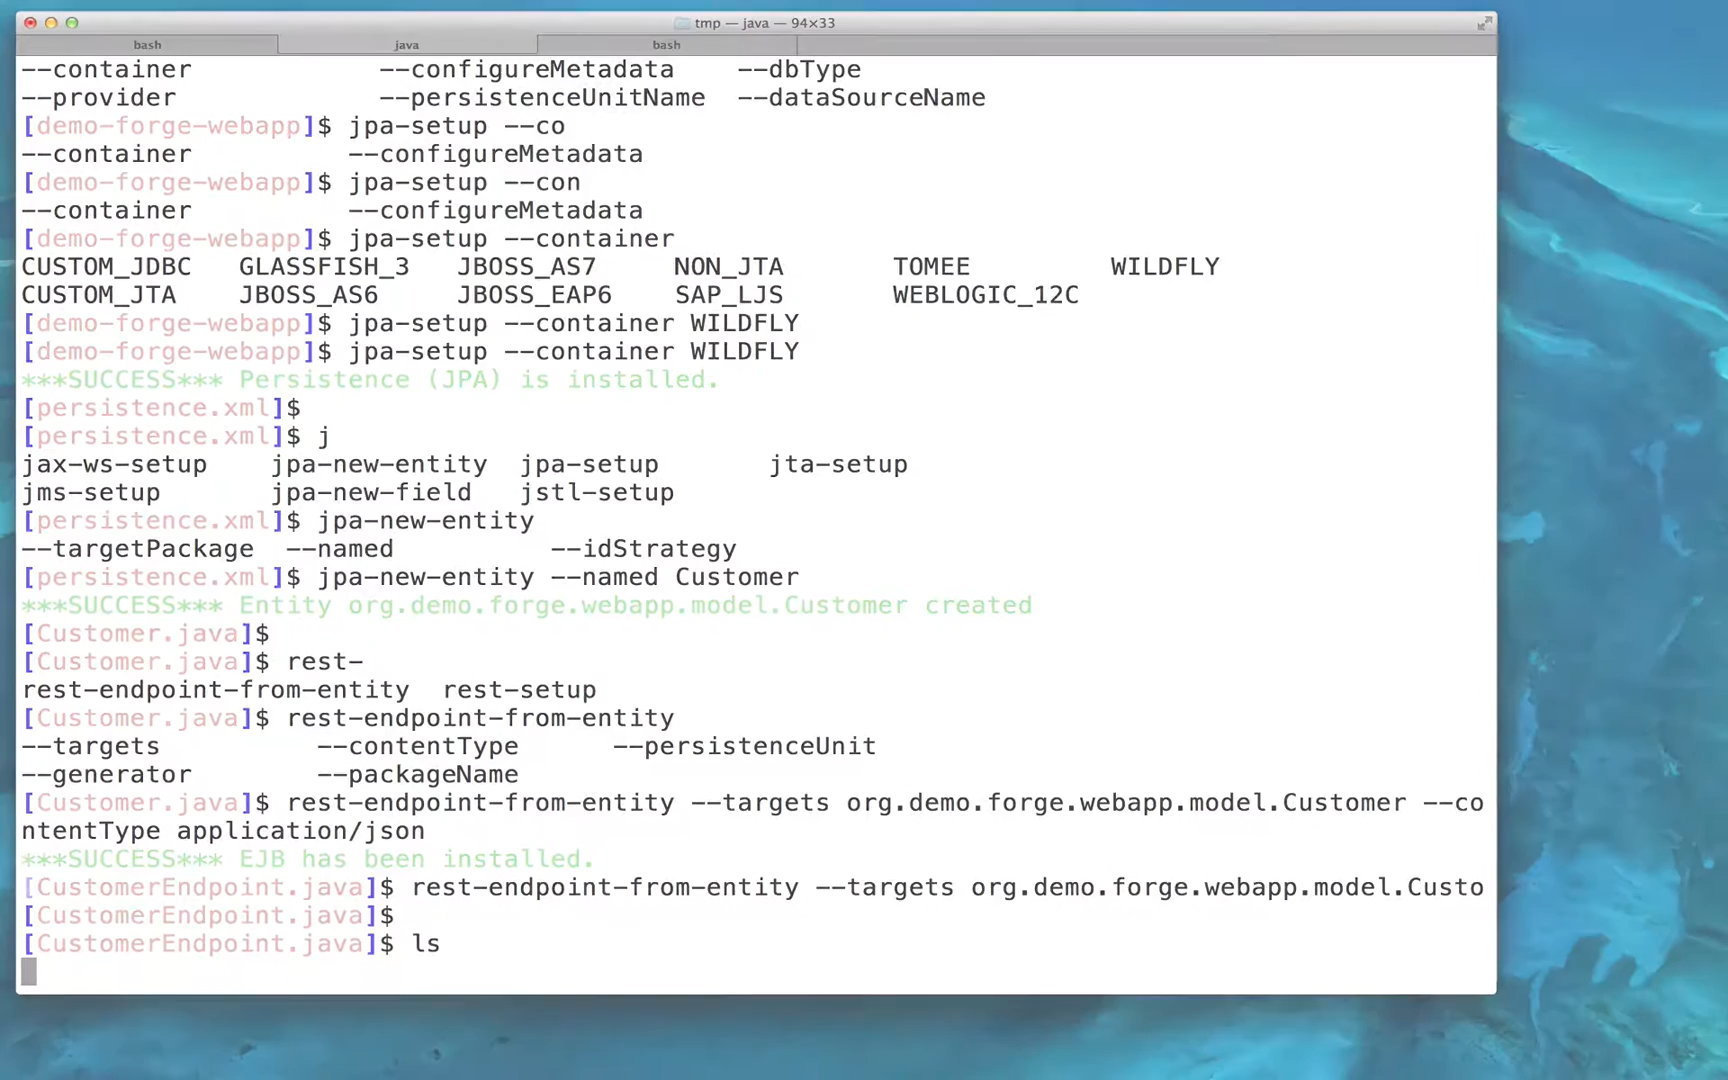 tmp — java — 94×33
bash java bash
--container --configureMetadata --dbType
--provider --persistenceUnitName --dataSourceName
[demo-forge-webapp]$ jpa-setup --co
--container --configureMetadata
[demo-forge-webapp]$ jpa-setup --con
--container --configureMetadata
[demo-forge-webapp]$ jpa-setup --container
CUSTOM_JDBC GLASSFISH_3 JBOSS_AS7 NON_JTA TOMEE WILDFLY
CUSTOM_JTA JBOSS_AS6 JBOSS_EAP6 SAP_LJS WEBLOGIC_12C
[demo-forge-webapp]$ jpa-setup --container WILDFLY
[demo-forge-webapp]$ jpa-setup --container WILDFLY
***SUCCESS*** Persistence (JPA) is installed.
[persistence.xml]$
[persistence.xml]$ j
jax-ws-setup jpa-new-entity jpa-setup jta-setup
jms-setup jpa-new-field jstl-setup
[persistence.xml]$ jpa-new-entity
--targetPackage --named --idStrategy
[persistence.xml]$ jpa-new-entity --named Customer
***SUCCESS*** Entity org.demo.forge.webapp.model.Customer created
[Customer.java]$
[Customer.java]$ rest-
rest-endpoint-from-entity rest-setup
[Customer.java]$ rest-endpoint-from-entity
--targets --contentType --persistenceUnit
--generator --packageName
[Customer.java]$ rest-endpoint-from-entity --targets org.demo.forge.webapp.model.Customer --co
ntentType application/json
***SUCCESS*** EJB has been installed.
[CustomerEndpoint.java]$ rest-endpoint-from-entity --targets org.demo.forge.webapp.model.Custo
[CustomerEndpoint.java]$
[CustomerEndpoint.java]$ ls